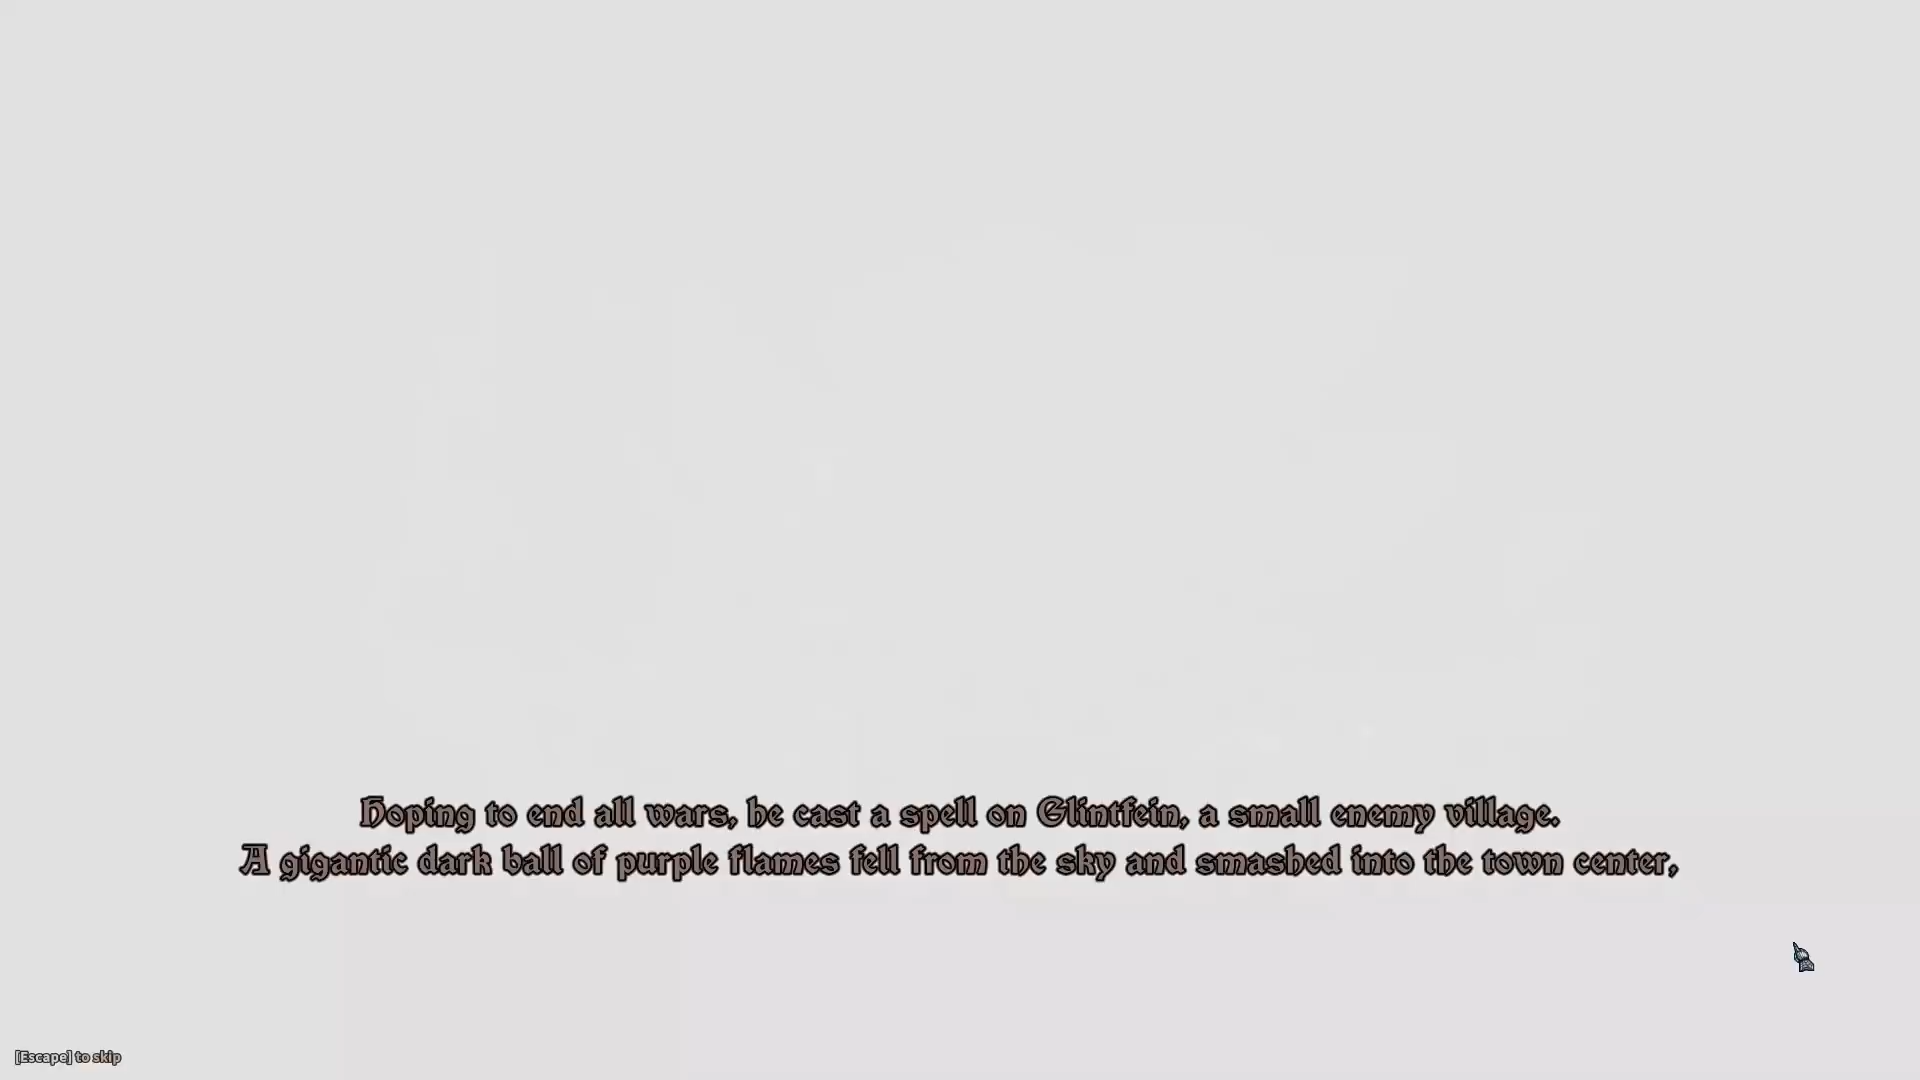 Hoping to end all wars, he cast a spell on Glintfein, a small enemy village.
A gigantic dark ball of purple flames fell from the sky and smashed into the town center,
[Escape] to skip